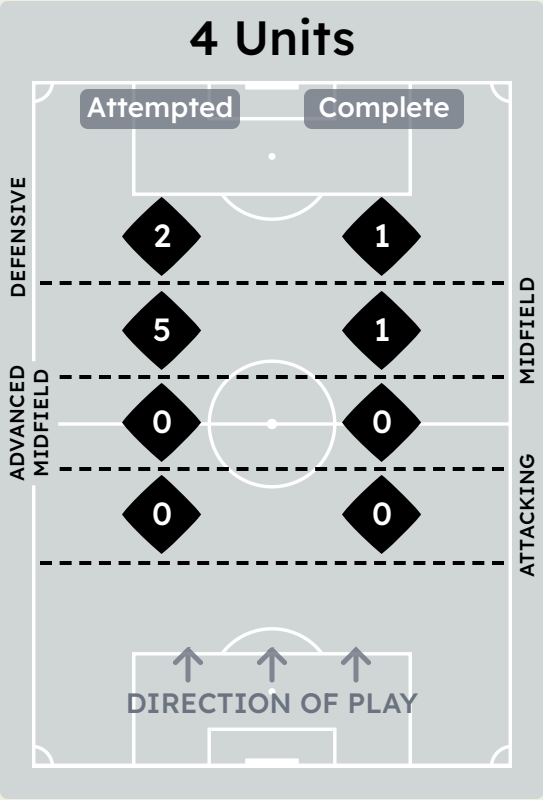 4 Units
Attempted Complete
DEFENSIVE
2 1
MIDFIELD
5 1
ADVANCED
MIDFIELD
0 0
ATTACKING
0 0
DIRECTION OF PLAY